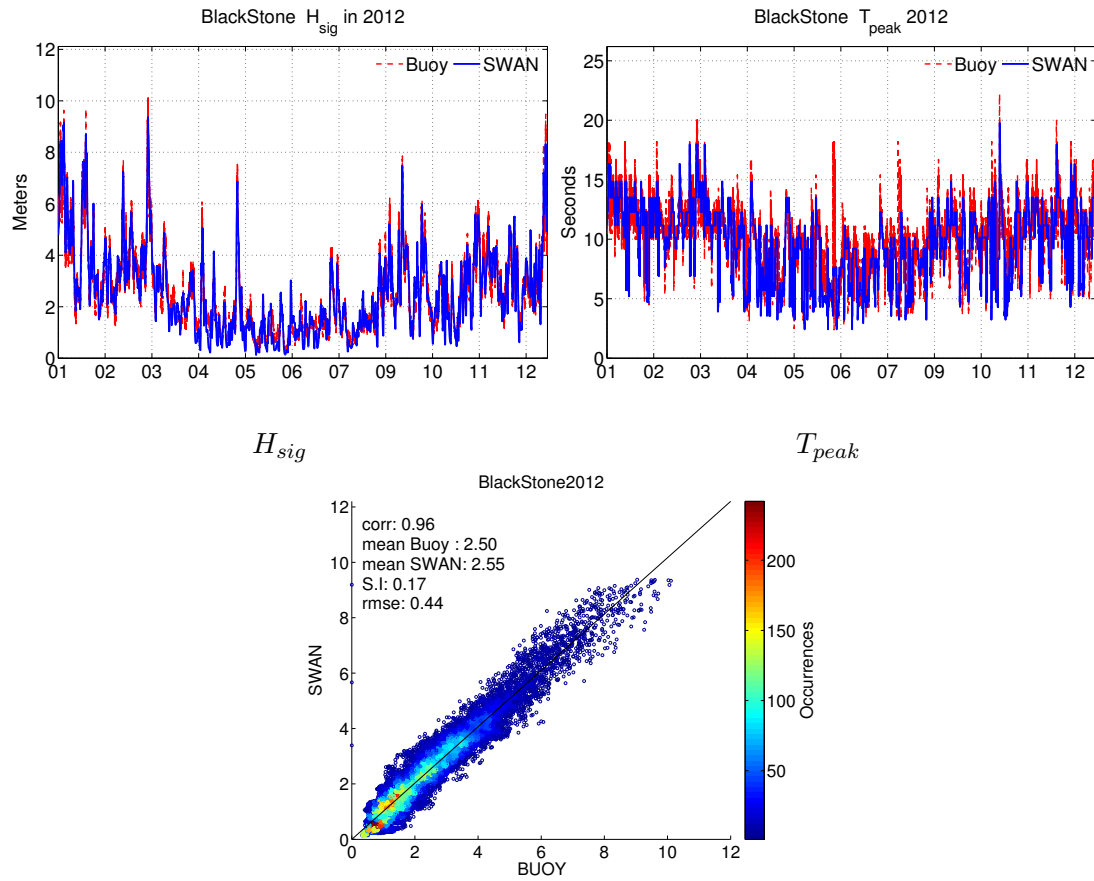 BlackStone H_sig in 2012
12
10
8
6
4
2
0
Meters
Buoy SWAN
01 02 03 04 05 06 07 08 09 10 11 12
BlackStone T_peak 2012
25
20
15
10
5
0
Seconds
Buoy SWAN
01 02 03 04 05 06 07 08 09 10 11 12
H_sig
T_peak
BlackStone2012
12
10
8
6
4
2
0
SWAN
corr: 0.96
mean Buoy : 2.50
mean SWAN: 2.55
S.I: 0.17
rmse: 0.44
0 2 4 6 8 10 12
BUOY
200
150
100
50
Occurrences